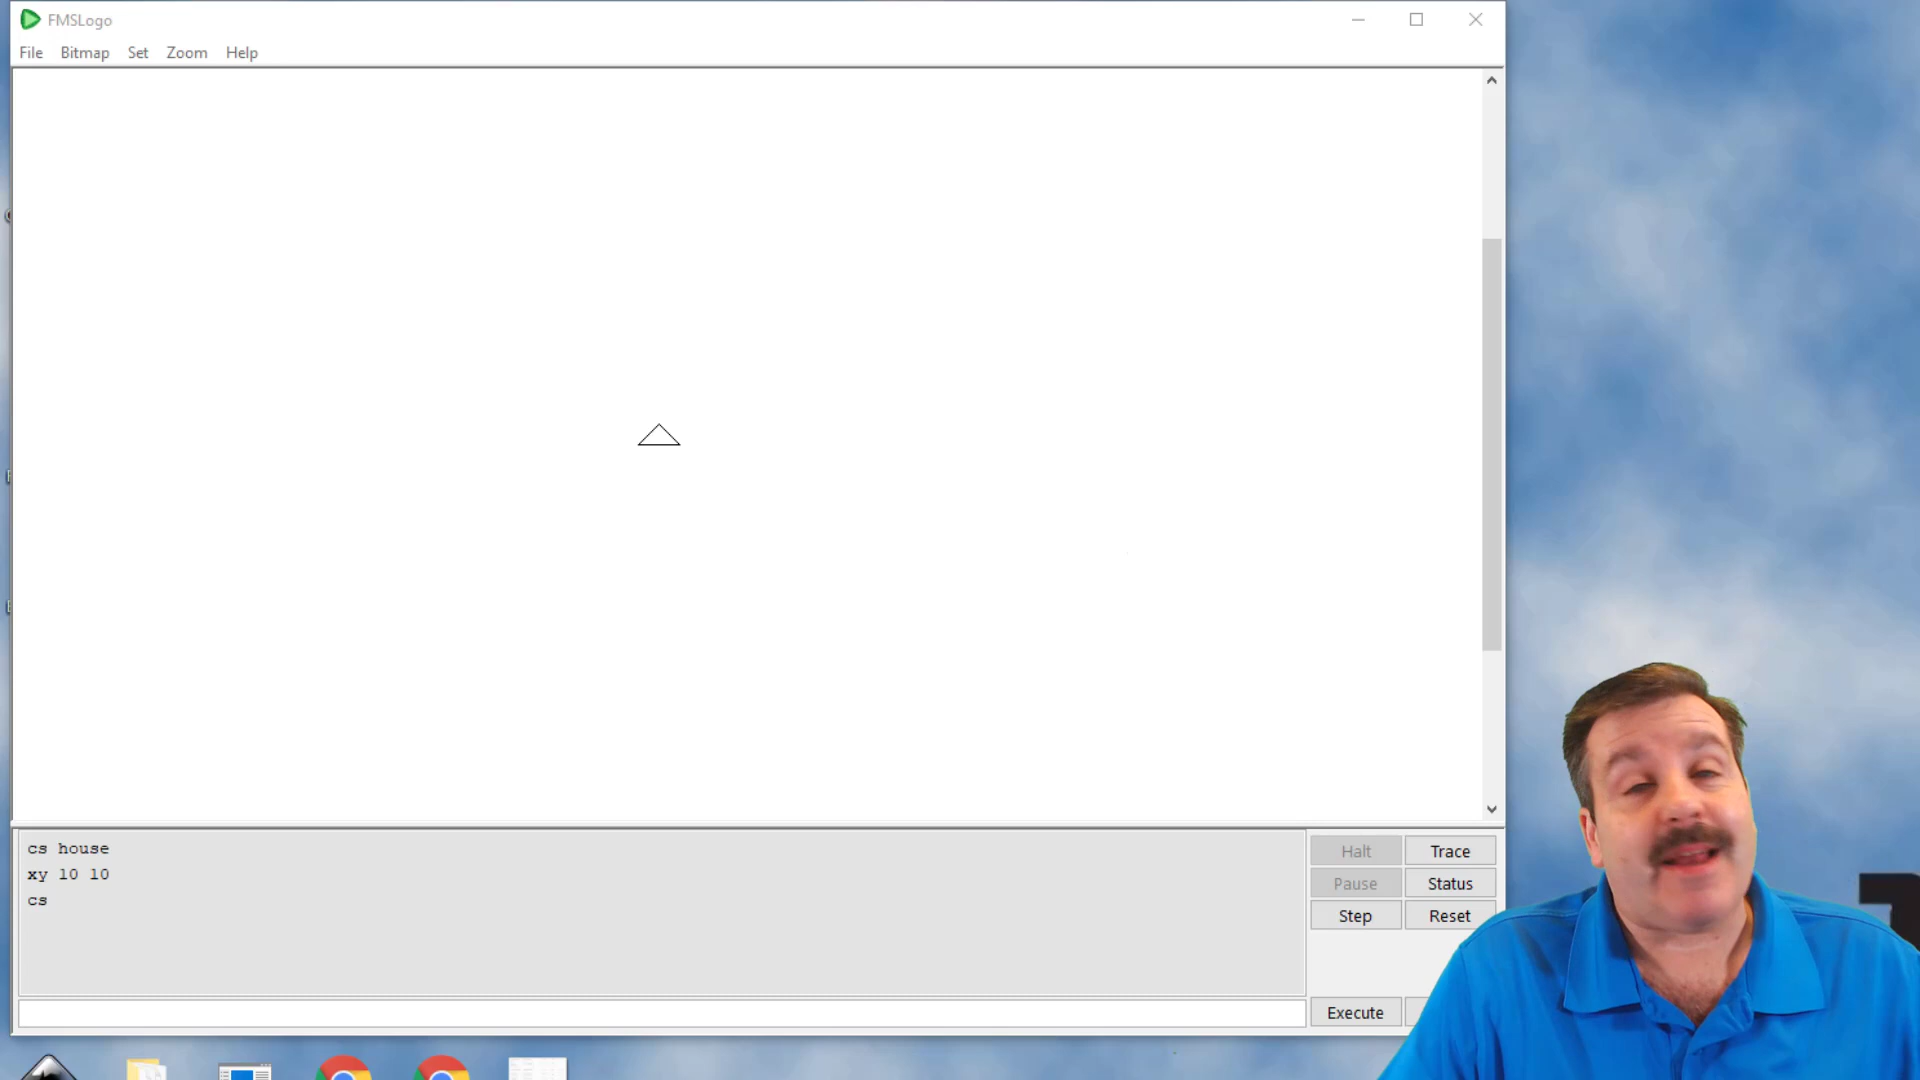 FMSLogo
File Bitmap Set Zoom Help
cs house
xy 10 10
cs
Halt Trace
Pause Status
Step Reset
Execute